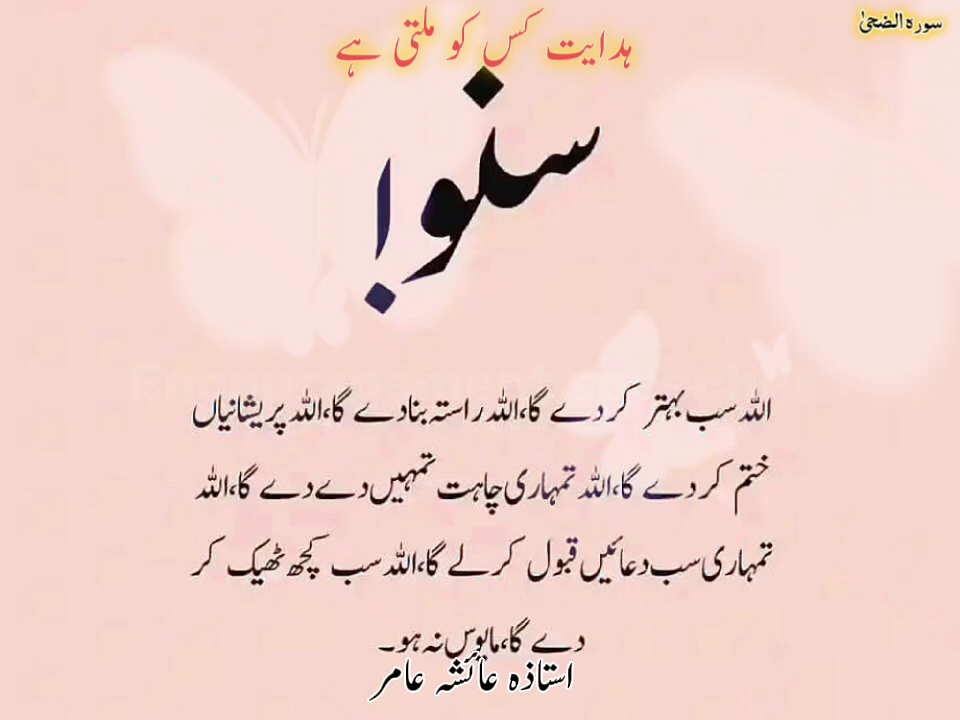 سورۃ الضحیٰ
ہدایت کس کو ملتی ہے
سنو!
اللہ سب بہتر کر دے گا،اللہ راستہ بنا دے گا،اللہ پریشانیاں
ختم کر دے گا،اللہ تمہاری چاہت تمہیں دے دے گا،اللہ
تمہاری سب دعائیں قبول کر لے گا،اللہ سب کچھ ٹھیک کر
دے گا،مایوس نہ ہو۔
استاذہ عائشہ عامر